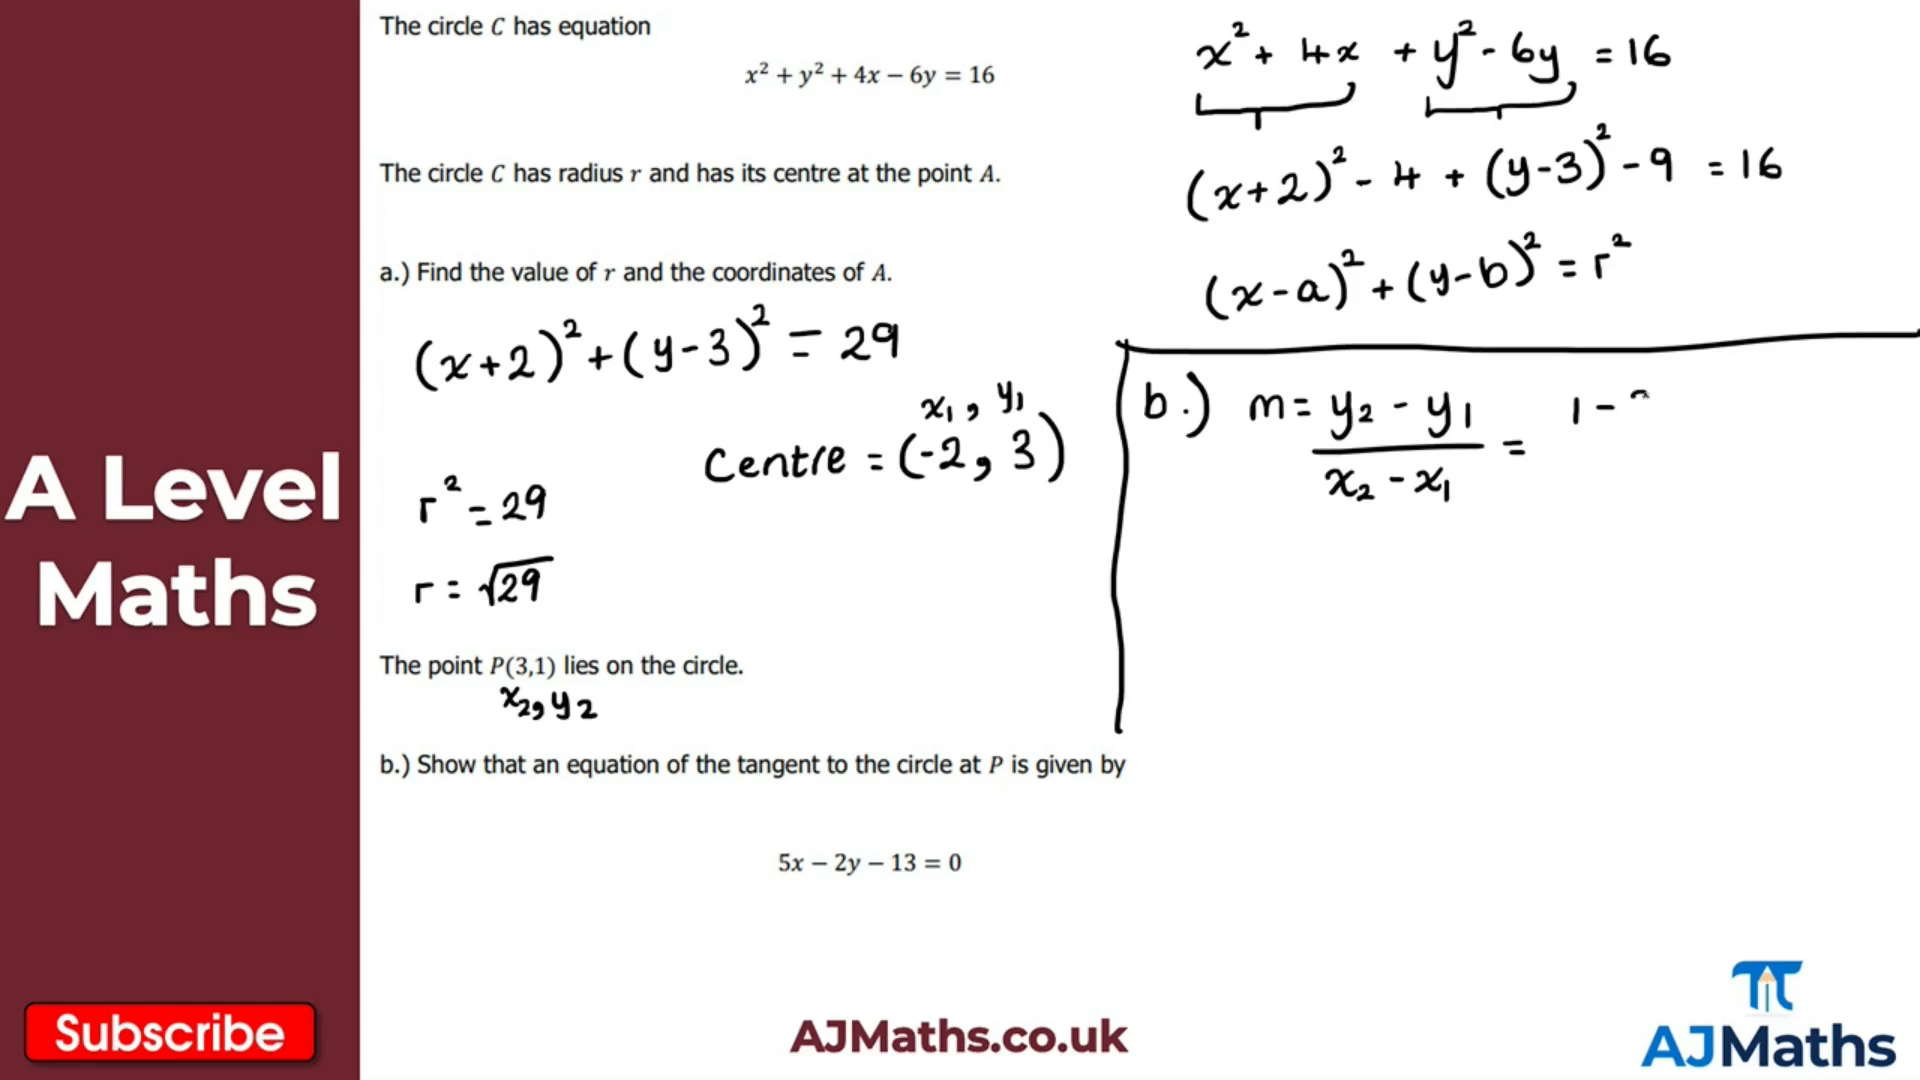 A Level
Maths
Subscribe
The circle C has equation
x² + y² + 4x − 6y = 16
The circle C has radius r and has its centre at the point A.
a.) Find the value of r and the coordinates of A.
(x+2)² + (y-3)² = 29
x₁, y₁
Centre = (-2, 3)
r² = 29
r = √29
The point P(3,1) lies on the circle.
x₂, y₂
b.) Show that an equation of the tangent to the circle at P is given by
5x − 2y − 13 = 0
x² + 4x + y² - 6y = 16
(x+2)² - 4 + (y-3)² - 9 = 16
(x-a)² + (y-b)² = r²
b.) m = y₂ - y₁ = 1 -
x₂ - x₁
AJMaths.co.uk
AJMaths